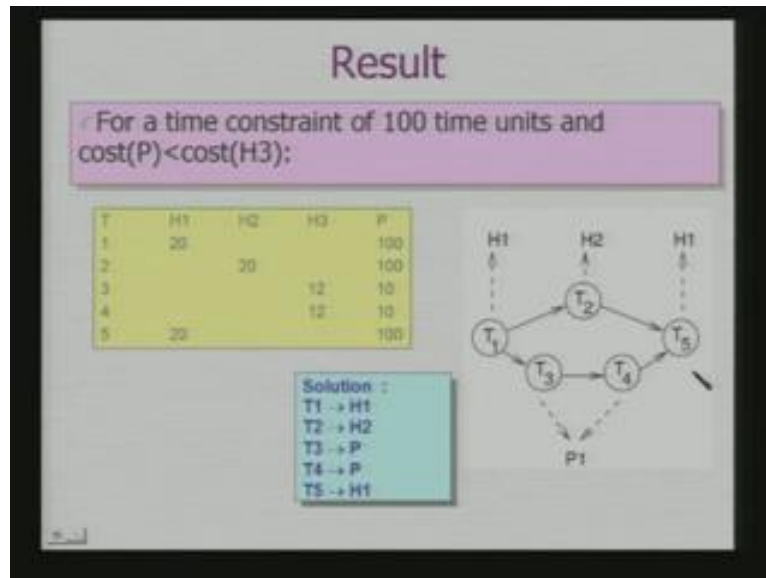 Result
For a time constraint of 100 time units and
cost(P)<cost(H3):
T H1 H2 H3 P
1 20 100
2 20 100
3 12 10
4 12 10
5 20 100
H1 H2 H1
T2
T1 T5
T3 T4
P1
Solution :
T1 → H1
T2 → H2
T3 → P
T4 → P
T5 → H1